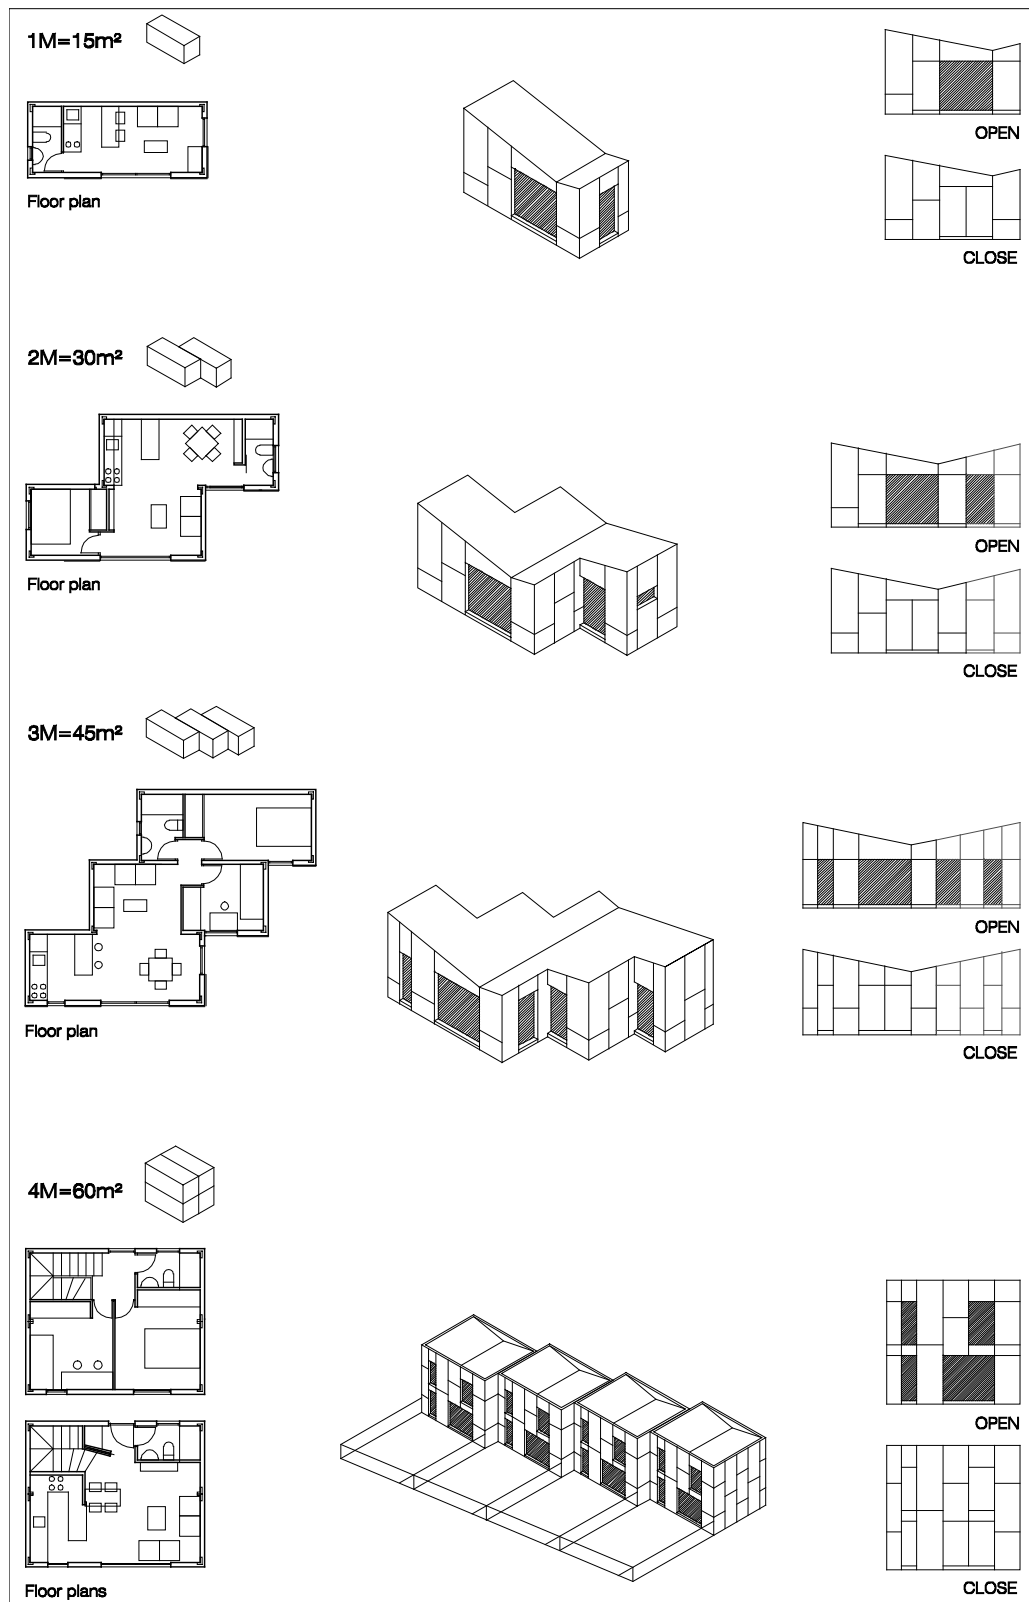 1M=15m²
Floor plan
OPEN
CLOSE
2M=30m²
Floor plan
OPEN
CLOSE
3M=45m²
Floor plan
OPEN
CLOSE
4M=60m²
Floor plans
OPEN
CLOSE